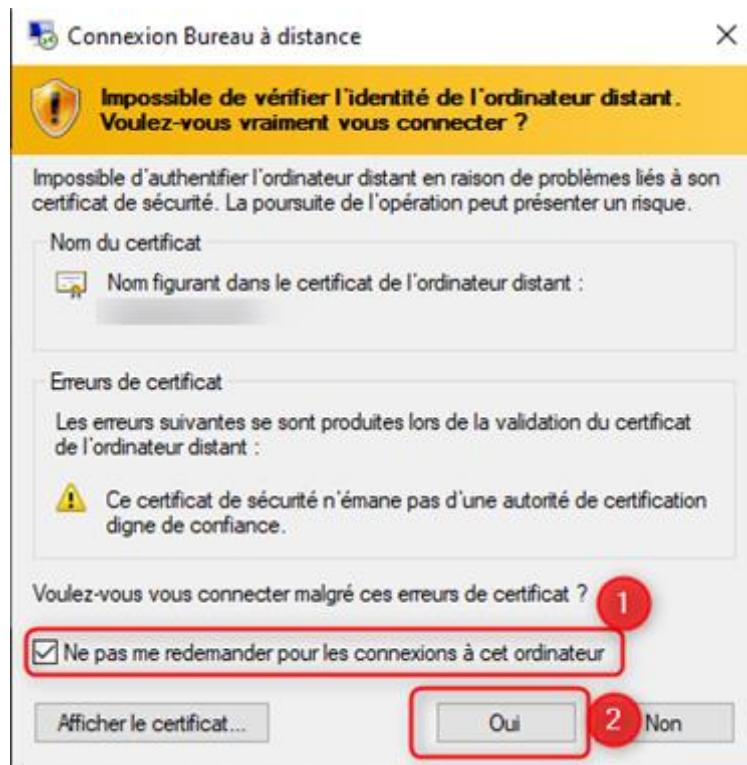 Connexion Bureau à distance
Impossible de vérifier l'identité de l'ordinateur distant.
Voulez-vous vraiment vous connecter ?
Impossible d'authentifier l'ordinateur distant en raison de problèmes liés à son
certificat de sécurité. La poursuite de l'opération peut présenter un risque.
Nom du certificat
Nom figurant dans le certificat de l'ordinateur distant :
Erreurs de certificat
Les erreurs suivantes se sont produites lors de la validation du certificat
de l'ordinateur distant :
Ce certificat de sécurité n'émane pas d'une autorité de certification
digne de confiance.
Voulez-vous vous connecter malgré ces erreurs de certificat ?
1
Ne pas me redemander pour les connexions à cet ordinateur
Afficher le certificat... Oui 2 Non